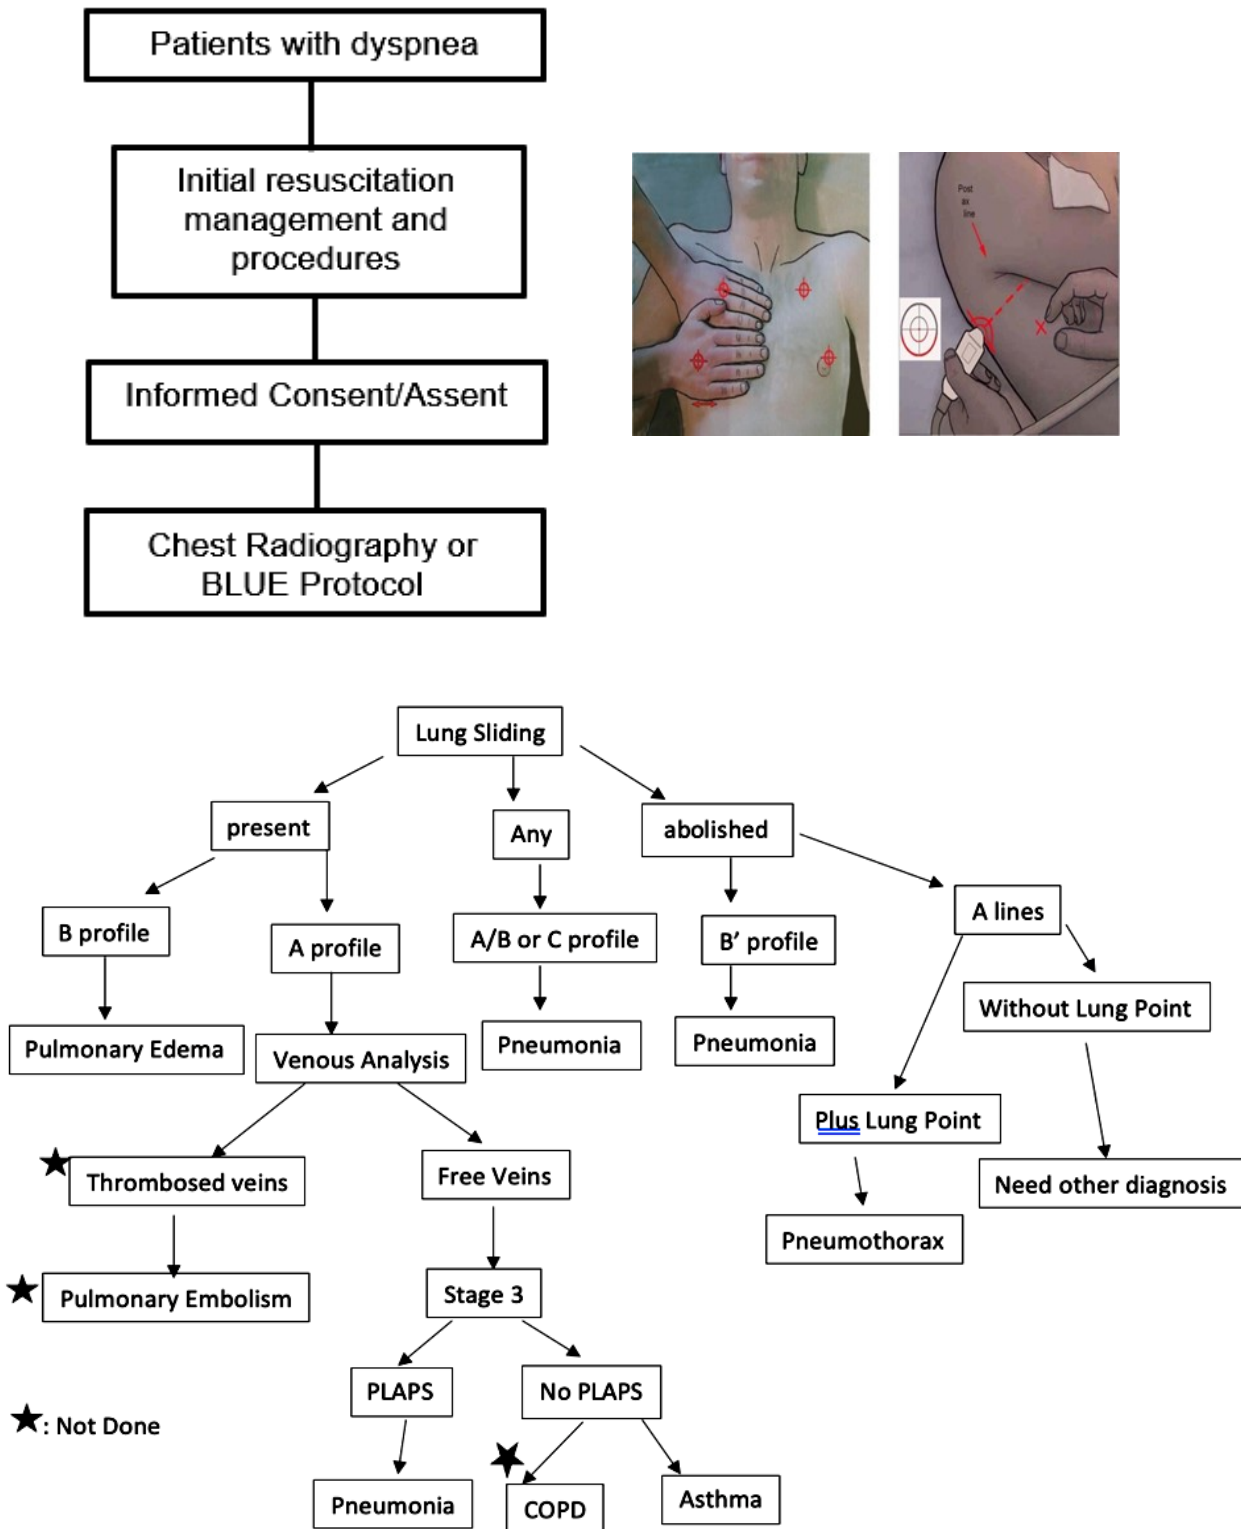 Patients with dyspnea
Initial resuscitation
management and
procedures
Informed Consent/Assent
Chest Radiography or
BLUE Protocol
Post
ax
line
Lung Sliding
present
Any
abolished
B profile
A profile
A/B or C profile
B’ profile
A lines
Pulmonary Edema
Venous Analysis
Pneumonia
Pneumonia
Without Lung Point
Plus Lung Point
Thrombosed veins
Free Veins
Need other diagnosis
Pneumothorax
Pulmonary Embolism
Stage 3
PLAPS
No PLAPS
★: Not Done
Pneumonia
COPD
Asthma